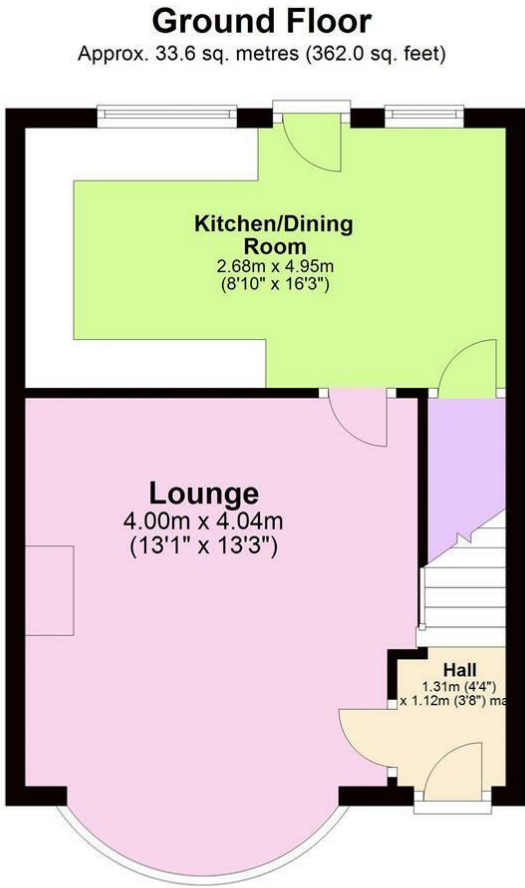 Ground Floor
Approx. 33.6 sq. metres (362.0 sq. feet)
Kitchen/Dining
Room
2.68m x 4.95m
(8'10" x 16'3")
Lounge
4.00m x 4.04m
(13'1" x 13'3")
Hall
1.31m (4'4")
x 1.12m (3'8") ma